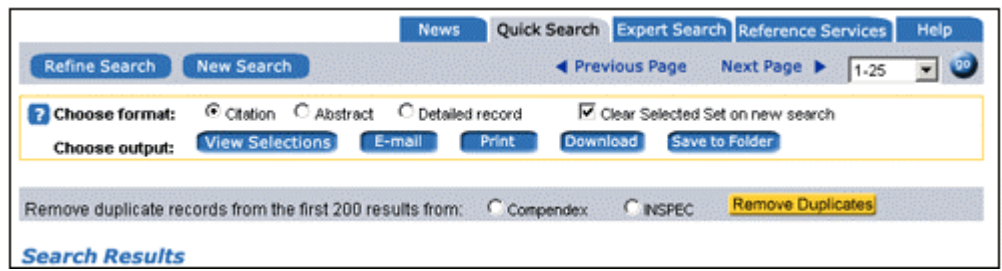 News Quick Search Expert Search Reference Services Help
Refine Search New Search Previous Page Next Page 1-25 go
? Choose format: Citation Abstract Detailed record Clear Selected Set on new search
Choose output: View Selections E-mail Print Download Save to Folder
Remove duplicate records from the first 200 results from: Compendex INSPEC Remove Duplicates
Search Results